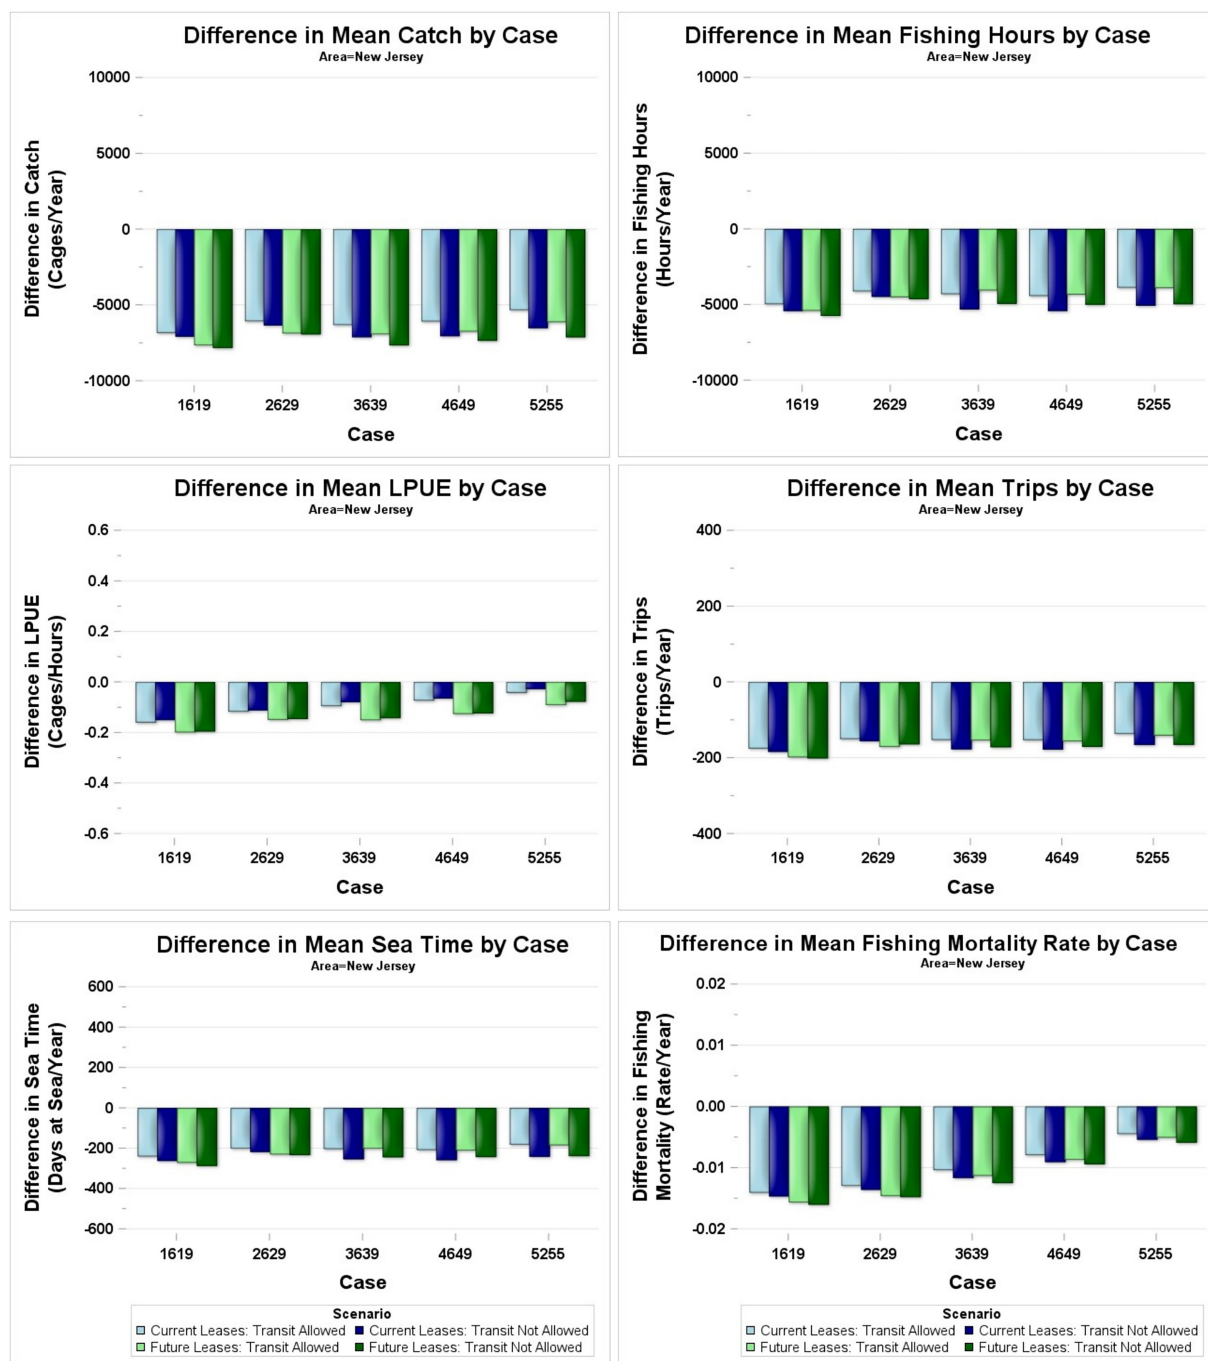 Difference in Mean Catch by Case
Area=New Jersey
Difference in Catch
(Cages/Year)
10000
5000
0
-5000
-10000
1619 2629 3639 4649 5255
Case
Difference in Mean Fishing Hours by Case
Area=New Jersey
Difference in Fishing Hours
(Hours/Year)
10000
5000
0
-5000
-10000
1619 2629 3639 4649 5255
Case
Difference in Mean LPUE by Case
Area=New Jersey
Difference in LPUE
(Cages/Hours)
0.6
0.4
0.2
0.0
-0.2
-0.4
-0.6
1619 2629 3639 4649 5255
Case
Difference in Mean Trips by Case
Area=New Jersey
Difference in Trips
(Trips/Year)
400
200
0
-200
-400
1619 2629 3639 4649 5255
Case
Difference in Mean Sea Time by Case
Area=New Jersey
Difference in Sea Time
(Days at Sea/Year)
600
400
200
0
-200
-400
-600
1619 2629 3639 4649 5255
Case
Scenario
Current Leases: Transit Allowed Current Leases: Transit Not Allowed
Future Leases: Transit Allowed Future Leases: Transit Not Allowed
Difference in Mean Fishing Mortality Rate by Case
Area=New Jersey
Difference in Fishing
Mortality (Rate/Year)
0.02
0.01
0.00
-0.01
-0.02
1619 2629 3639 4649 5255
Case
Scenario
Current Leases: Transit Allowed Current Leases: Transit Not Allowed
Future Leases: Transit Allowed Future Leases: Transit Not Allowed